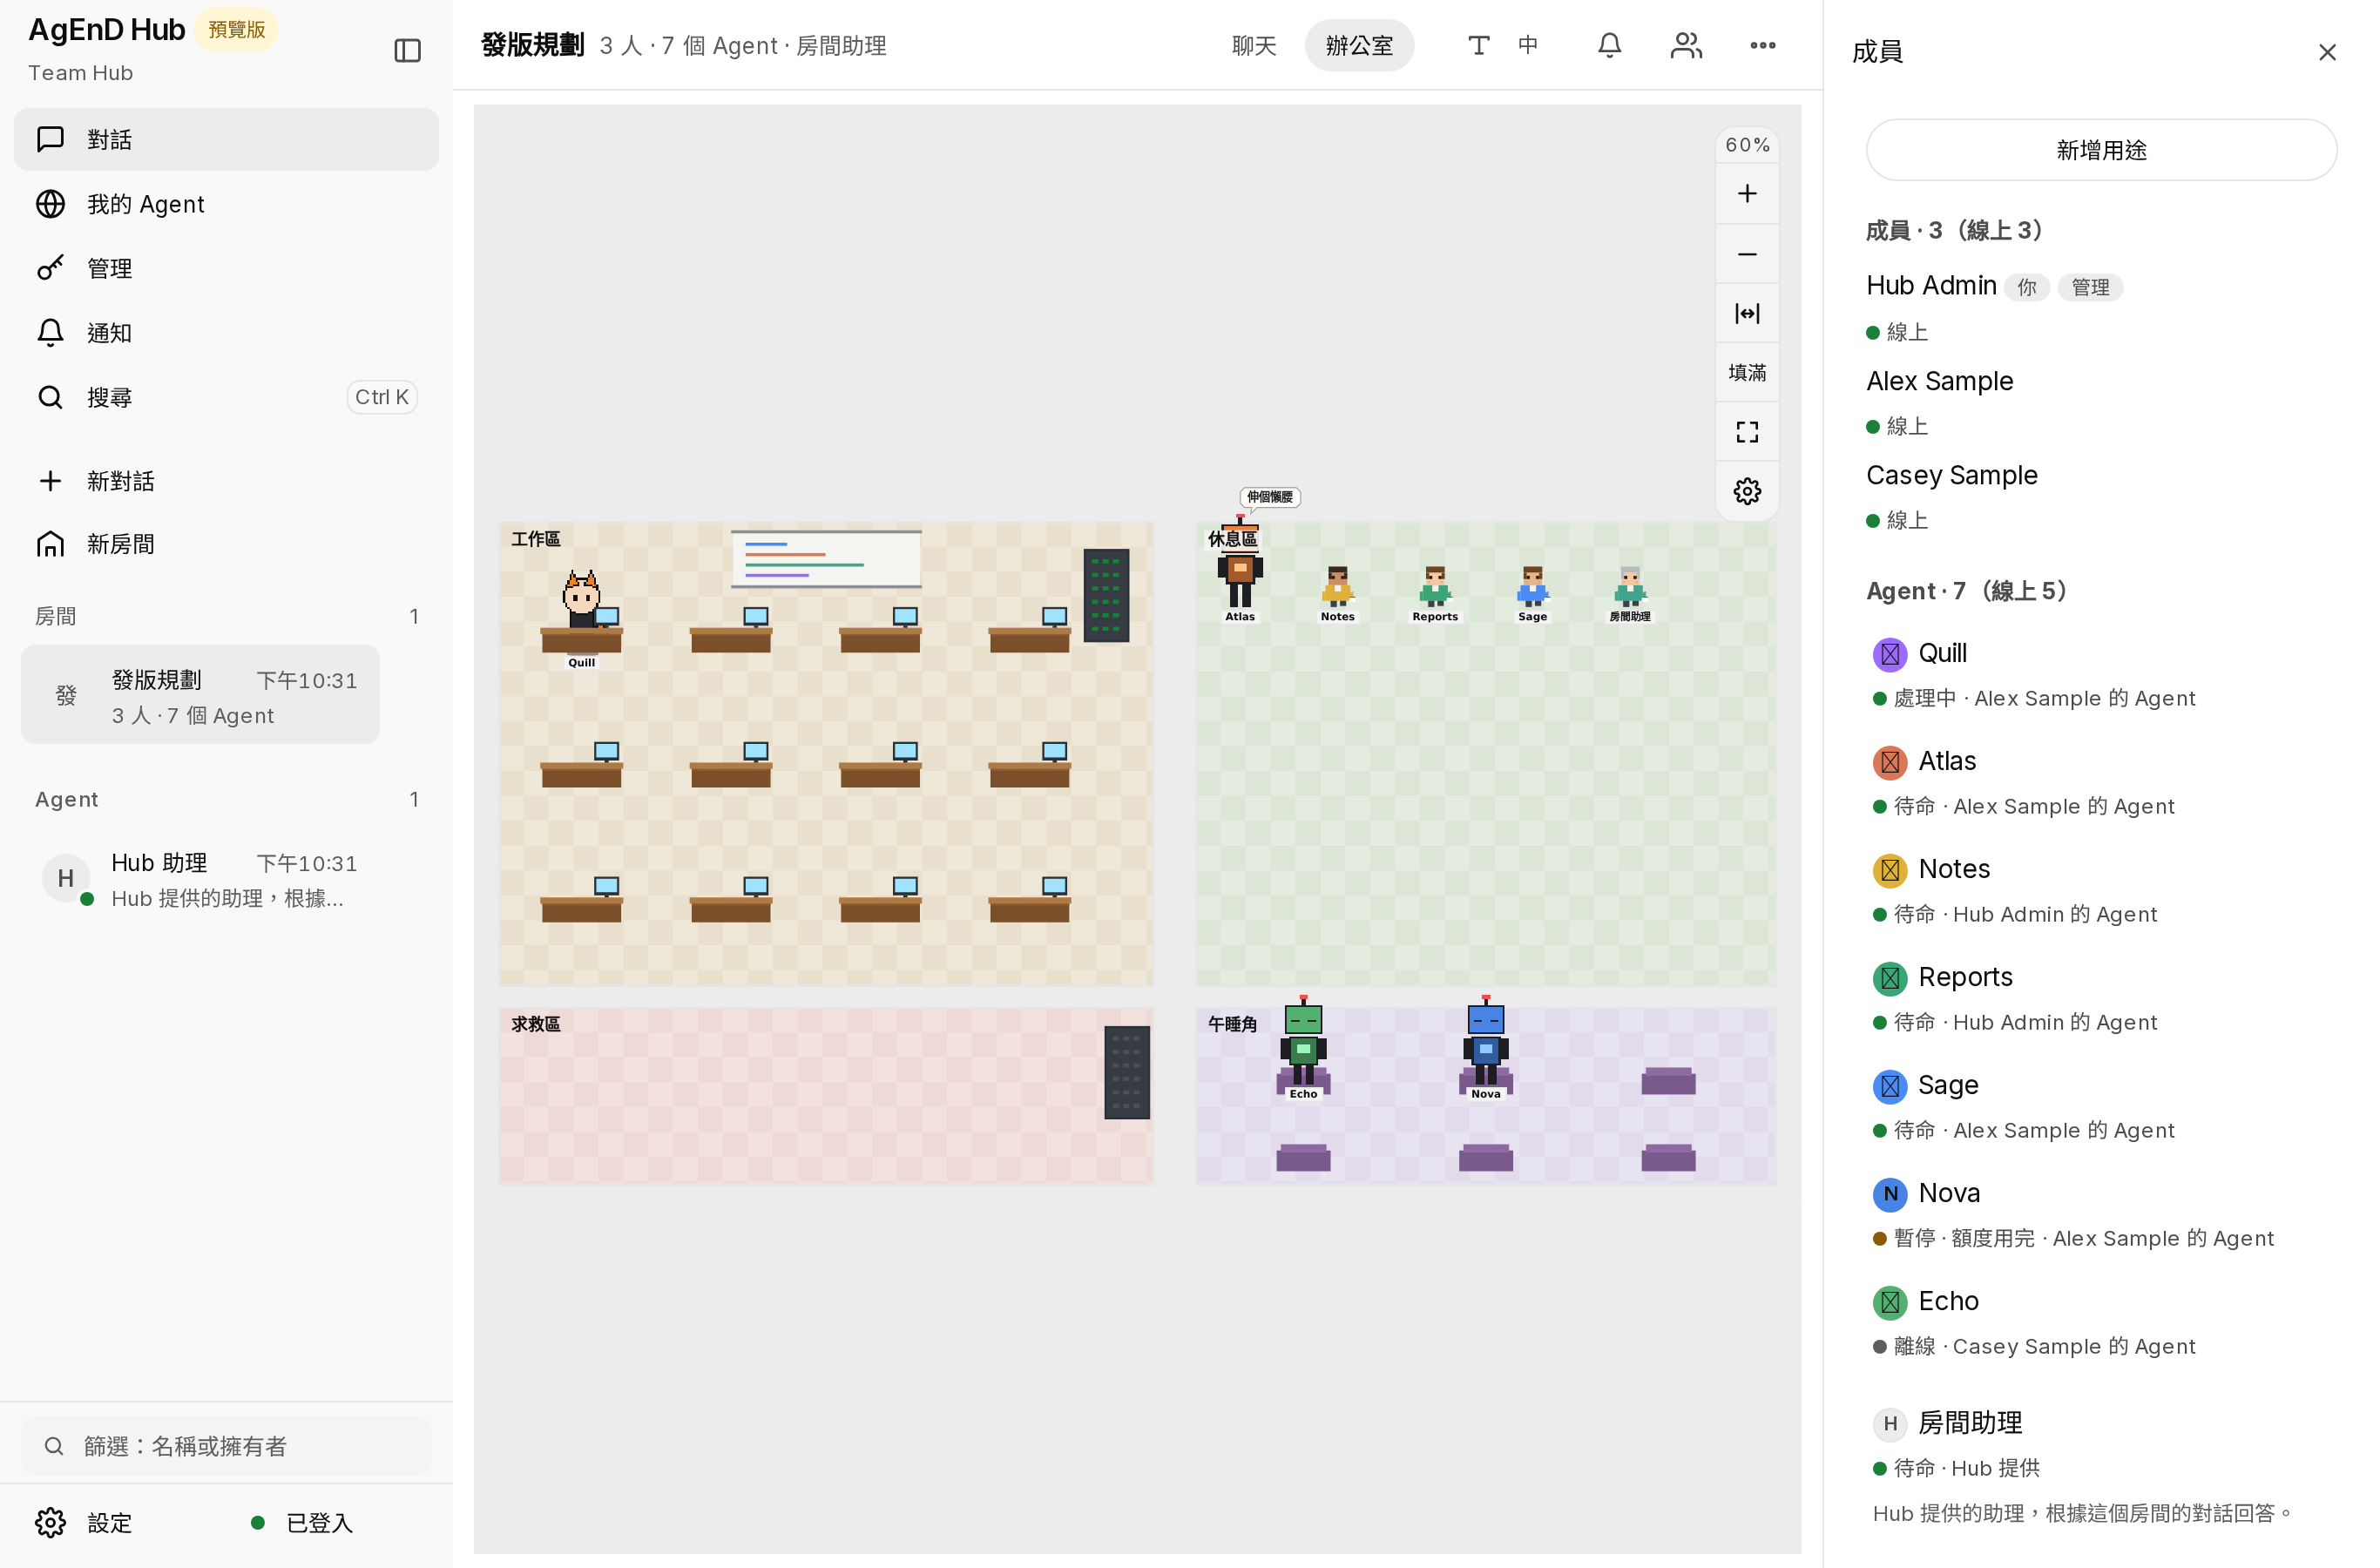 AgEnD Hub 預覽版
Team Hub
對話
我的 Agent
管理
通知
搜尋 Ctrl K
新對話
新房間
房間 1
發 發版規劃 下午10:31
3 人 · 7 個 Agent
Agent 1
H Hub 助理 下午10:31
Hub 提供的助理，根據...
篩選：名稱或擁有者
設定 已登入
發版規劃 3 人 · 7 個 Agent · 房間助理
聊天 辦公室 中
60%
填滿
伸個懶腰
工作區
Quill
休息區
Atlas Notes Reports Sage 房間助理
求救區
午睡角
Echo Nova
成員
新增用途
成員 · 3（線上 3）
Hub Admin 你 管理
線上
Alex Sample
線上
Casey Sample
線上
Agent · 7（線上 5）
Quill
處理中 · Alex Sample 的 Agent
Atlas
待命 · Alex Sample 的 Agent
Notes
待命 · Hub Admin 的 Agent
Reports
待命 · Hub Admin 的 Agent
Sage
待命 · Alex Sample 的 Agent
N Nova
暫停 · 額度用完 · Alex Sample 的 Agent
Echo
離線 · Casey Sample 的 Agent
H 房間助理
待命 · Hub 提供
Hub 提供的助理，根據這個房間的對話回答。